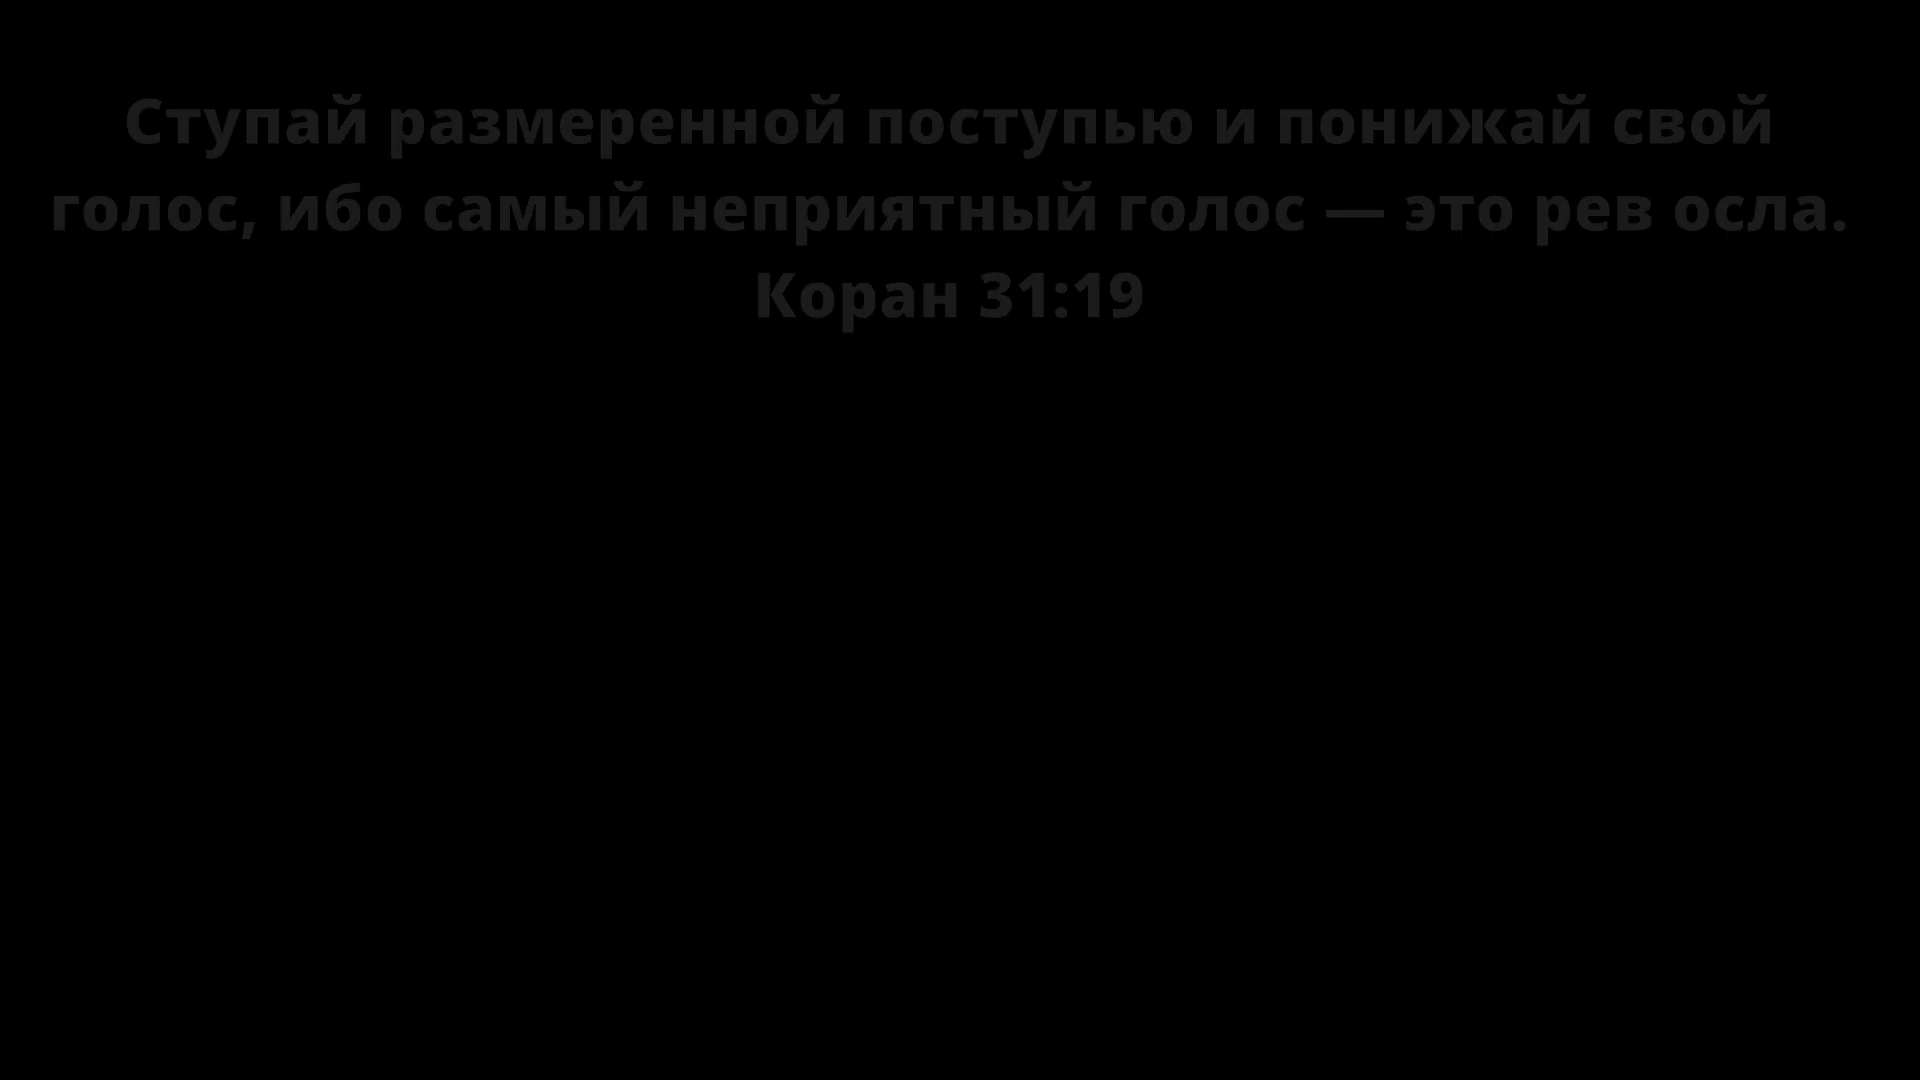 Ступай размеренной поступью и понижай свой
голос, ибо самый неприятный голос — это рев осла.
Коран 31:19